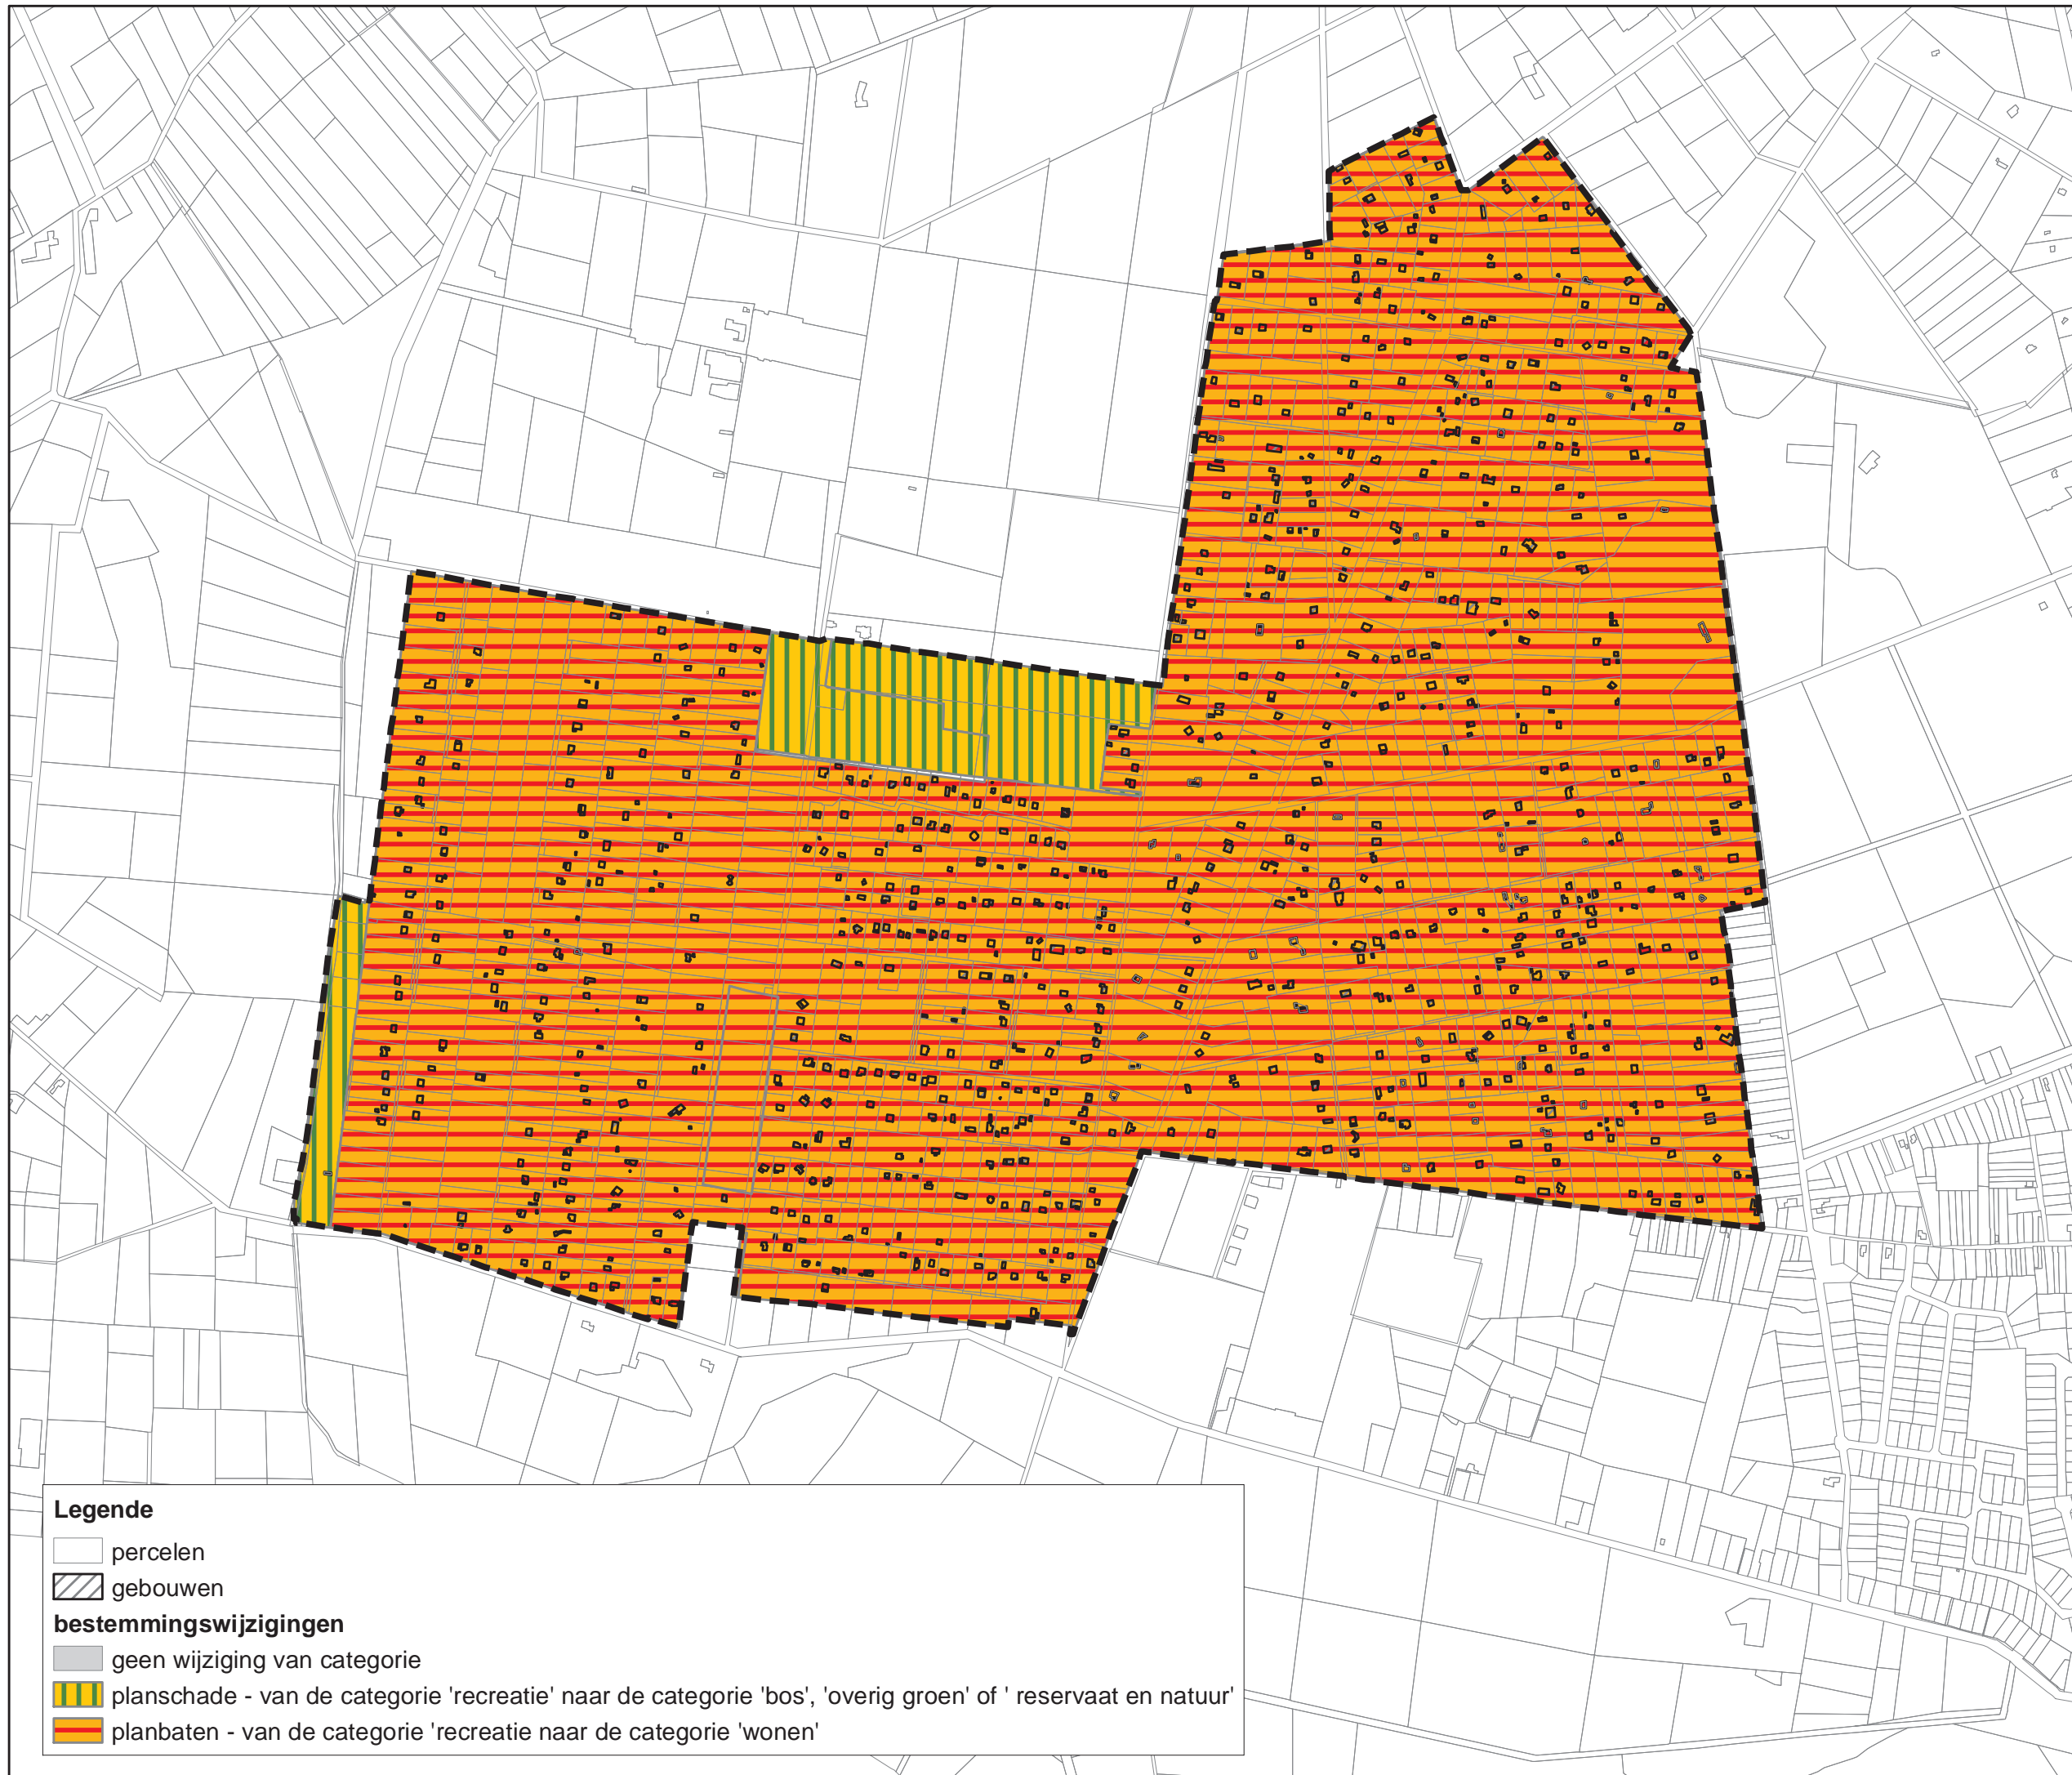 Legende
percelen
gebouwen
bestemmingswijzigingen
geen wijziging van categorie
planschade - van de categorie 'recreatie' naar de categorie 'bos', 'overig groen' of ' reservaat en natuur'
planbaten - van de categorie 'recreatie naar de categorie 'wonen'